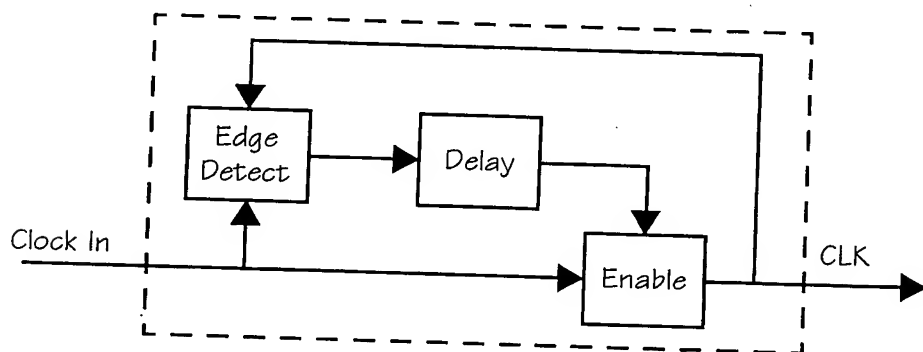 Edge
Detect
Delay
Clock In
Enable
CLK